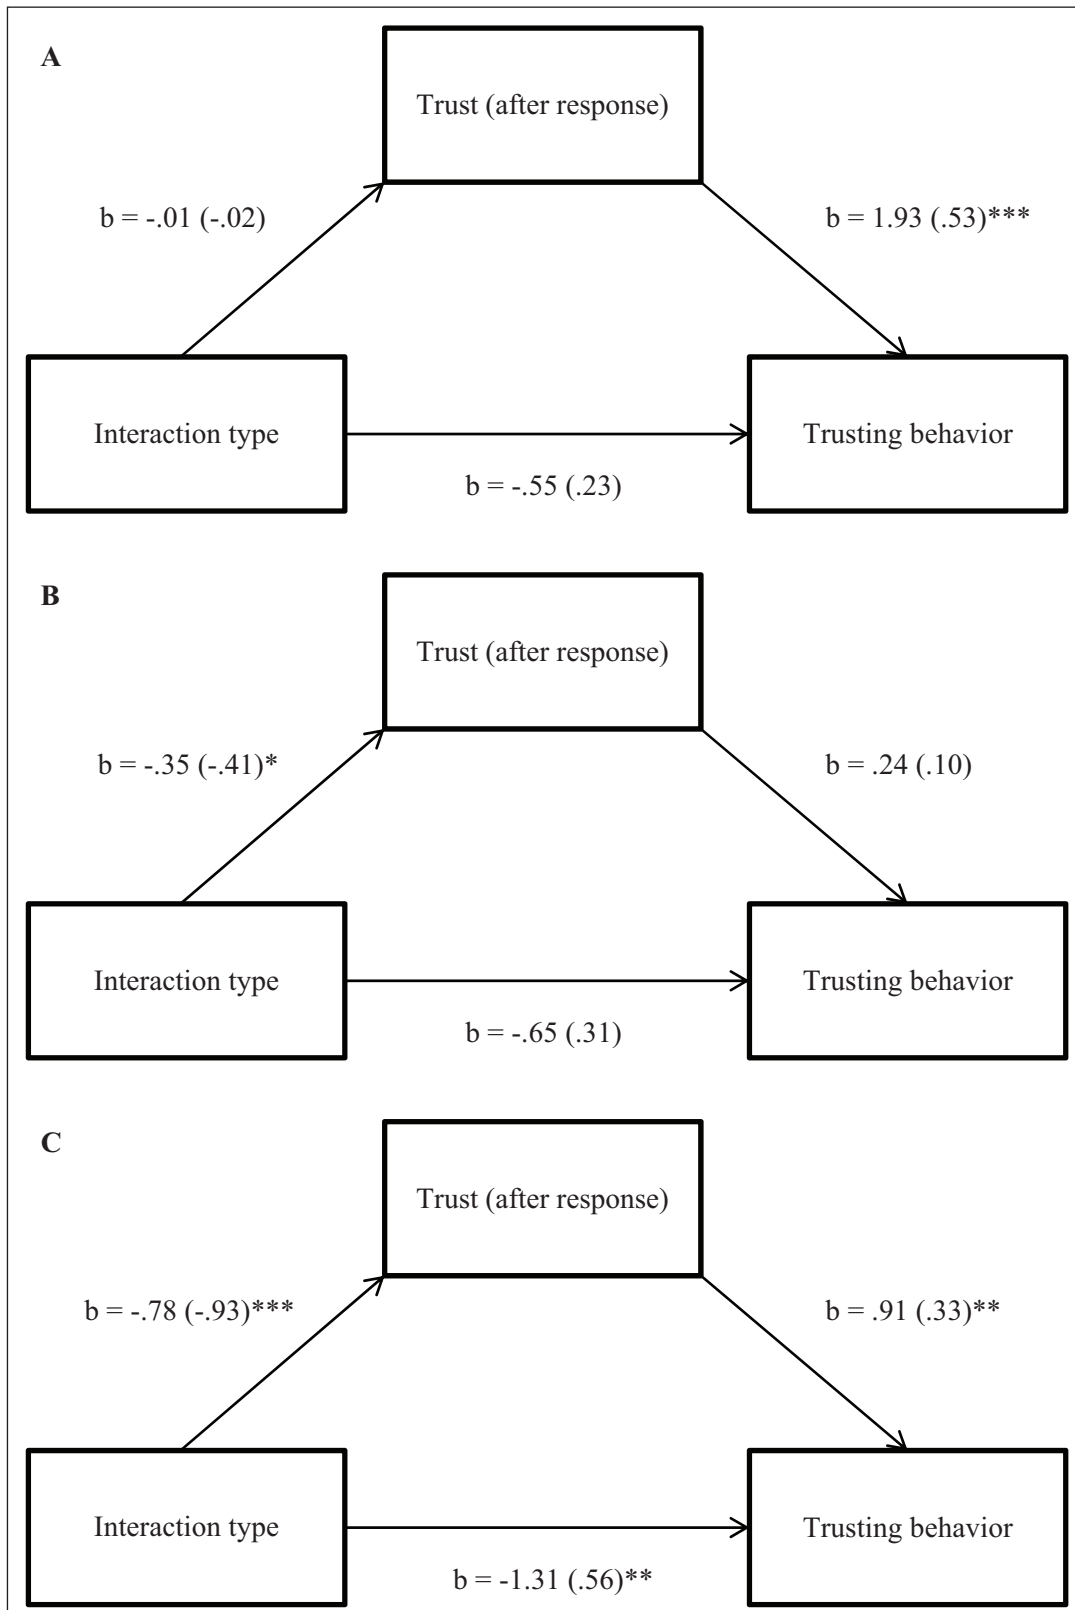 A
Trust (after response)
b = -.01 (-.02)
b = 1.93 (.53)***
Interaction type
Trusting behavior
b = -.55 (.23)
B
Trust (after response)
b = -.35 (-.41)*
b = .24 (.10)
Interaction type
Trusting behavior
b = -.65 (.31)
C
Trust (after response)
b = -.78 (-.93)***
b = .91 (.33)**
Interaction type
Trusting behavior
b = -1.31 (.56)**